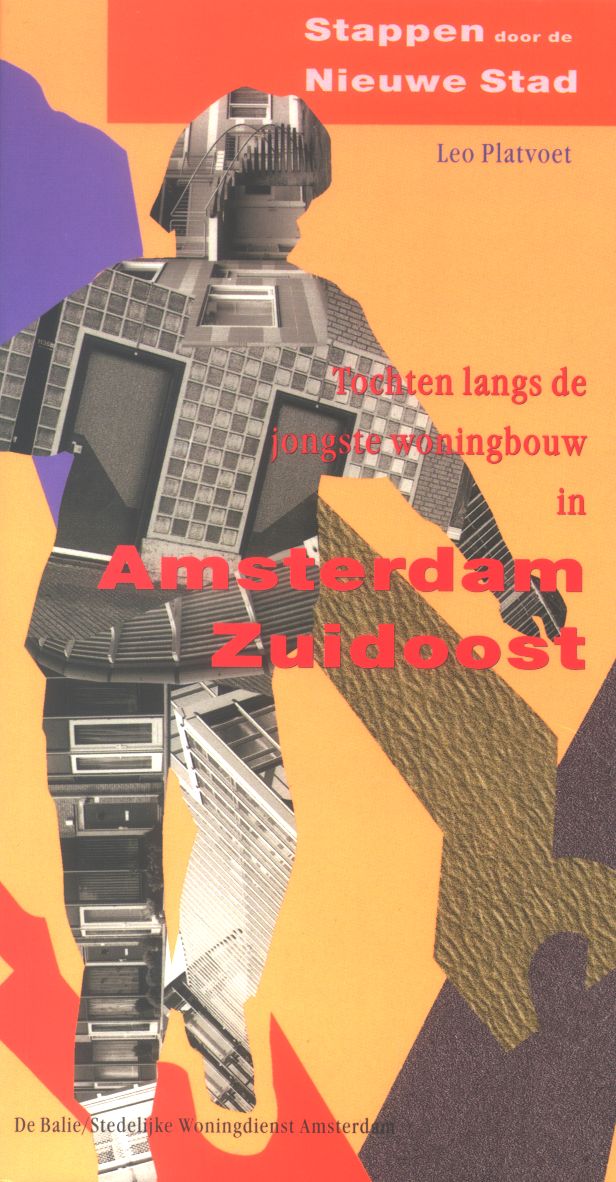 Stappen door de
Nieuwe Stad
Leo Platvoet
Tochten langs de
jongste woningbouw
in
Amsterdam
Zuidoost
De Balie/Stedelijke Woningdienst Amsterdam